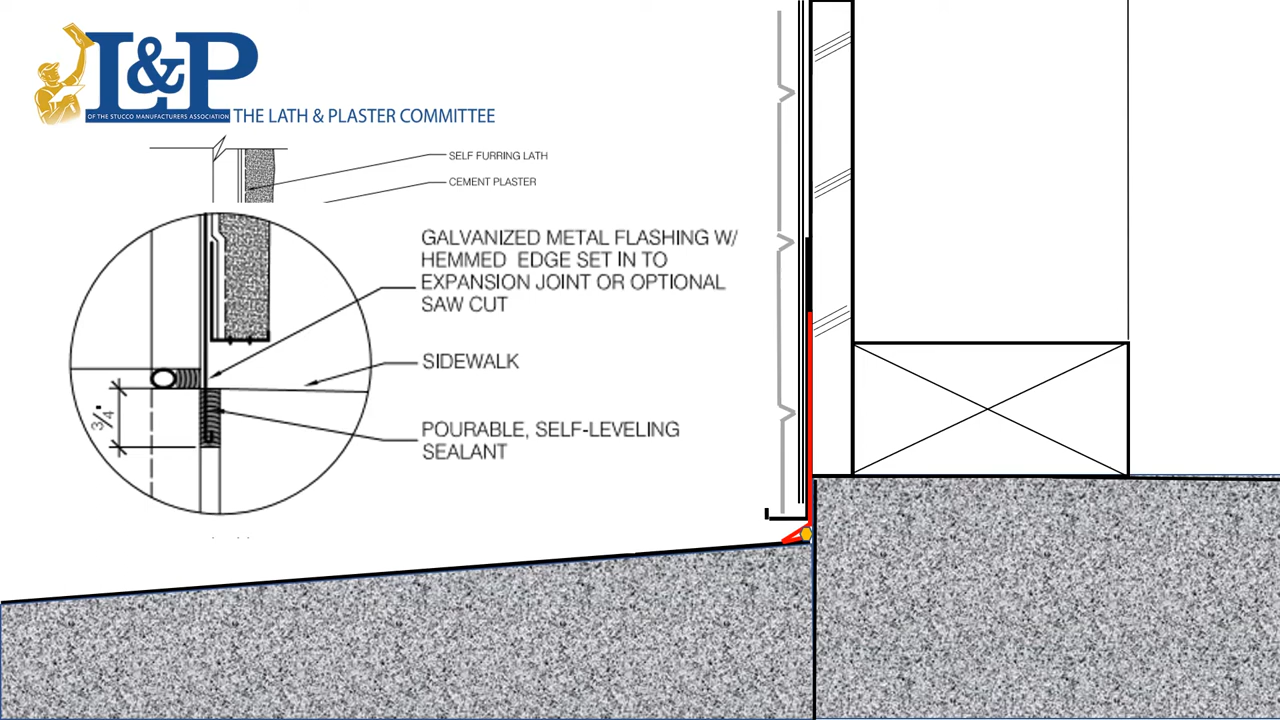 L&P
OF THE STUCCO MANUFACTURERS ASSOCIATION
THE LATH & PLASTER COMMITTEE
SELF FURRING LATH
CEMENT PLASTER
GALVANIZED METAL FLASHING W/
HEMMED EDGE SET IN TO
EXPANSION JOINT OR OPTIONAL
SAW CUT
SIDEWALK
3/4"
POURABLE, SELF-LEVELING
SEALANT